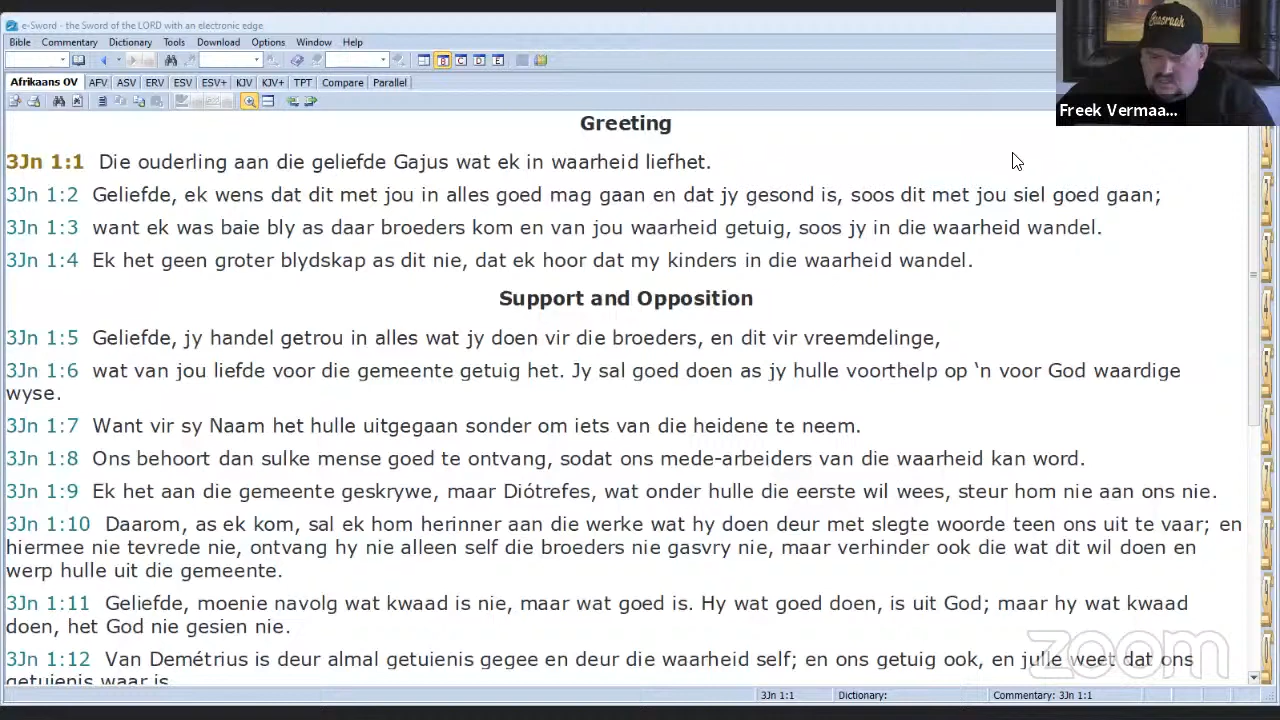 e-Sword - the Sword of the LORD with an electronic edge
Bible Commentary Dictionary Tools Download Options Window Help
B C D E
Afrikaans OV AFV ASV ERV ESV ESV+ KJV KJV+ TPT Compare Parallel
Freek Vermaa...
Greeting
3Jn 1:1 Die ouderling aan die geliefde Gajus wat ek in waarheid liefhet.
3Jn 1:2 Geliefde, ek wens dat dit met jou in alles goed mag gaan en dat jy gesond is, soos dit met jou siel goed gaan;
3Jn 1:3 want ek was baie bly as daar broeders kom en van jou waarheid getuig, soos jy in die waarheid wandel.
3Jn 1:4 Ek het geen groter blydskap as dit nie, dat ek hoor dat my kinders in die waarheid wandel.
Support and Opposition
3Jn 1:5 Geliefde, jy handel getrou in alles wat jy doen vir die broeders, en dit vir vreemdelinge,
3Jn 1:6 wat van jou liefde voor die gemeente getuig het. Jy sal goed doen as jy hulle voorthelp op ‘n voor God waardige
wyse.
3Jn 1:7 Want vir sy Naam het hulle uitgegaan sonder om iets van die heidene te neem.
3Jn 1:8 Ons behoort dan sulke mense goed te ontvang, sodat ons mede-arbeiders van die waarheid kan word.
3Jn 1:9 Ek het aan die gemeente geskrywe, maar Diótrefes, wat onder hulle die eerste wil wees, steur hom nie aan ons nie.
3Jn 1:10 Daarom, as ek kom, sal ek hom herinner aan die werke wat hy doen deur met slegte woorde teen ons uit te vaar; en
hiermee nie tevrede nie, ontvang hy nie alleen self die broeders nie gasvry nie, maar verhinder ook die wat dit wil doen en
werp hulle uit die gemeente.
3Jn 1:11 Geliefde, moenie navolg wat kwaad is nie, maar wat goed is. Hy wat goed doen, is uit God; maar hy wat kwaad
doen, het God nie gesien nie.
3Jn 1:12 Van Demétrius is deur almal getuienis gegee en deur die waarheid self; en ons getuig ook, en julle weet dat ons
getuienis waar is
zoom
3Jn 1:1 Dictionary: Commentary: 3Jn 1:1